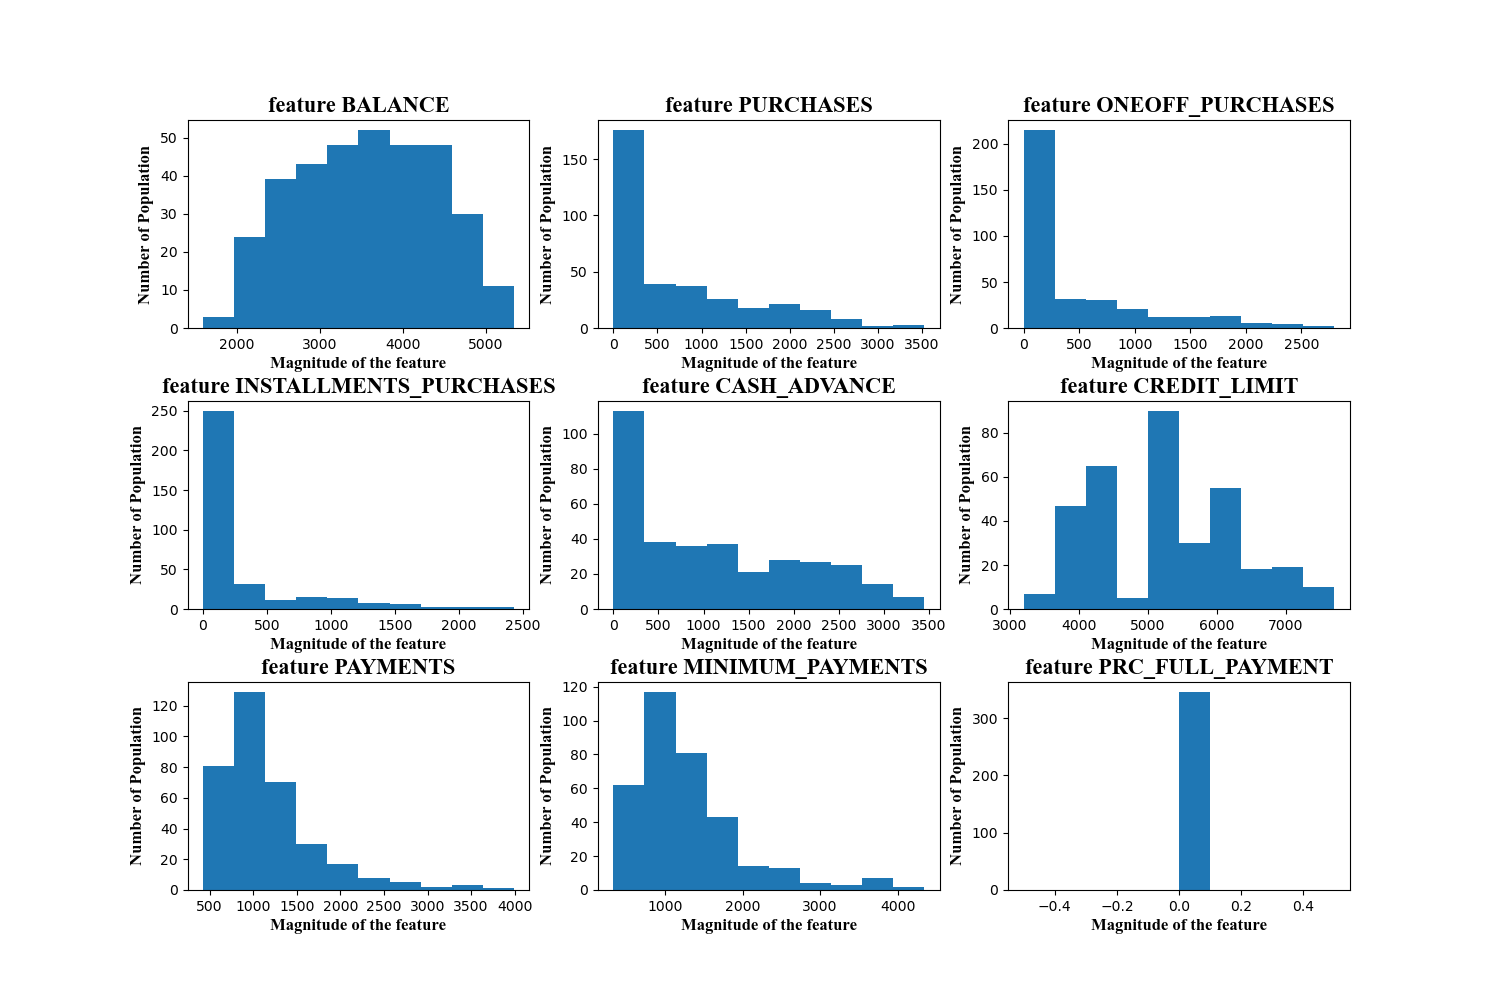 feature BALANCE
Number of Population
50
40
30
20
10
0
2000 3000 4000 5000
Magnitude of the feature
feature PURCHASES
Number of Population
150
100
50
0
0 500 1000 1500 2000 2500 3000 3500
Magnitude of the feature
feature ONEOFF_PURCHASES
Number of Population
200
150
100
50
0
0 500 1000 1500 2000 2500
Magnitude of the feature
feature INSTALLMENTS_PURCHASES
Number of Population
250
200
150
100
50
0
0 500 1000 1500 2000 2500
Magnitude of the feature
feature CASH_ADVANCE
Number of Population
100
80
60
40
20
0
0 500 1000 1500 2000 2500 3000 3500
Magnitude of the feature
feature CREDIT_LIMIT
Number of Population
80
60
40
20
0
3000 4000 5000 6000 7000
Magnitude of the feature
feature PAYMENTS
Number of Population
120
100
80
60
40
20
0
500 1000 1500 2000 2500 3000 3500 4000
Magnitude of the feature
feature MINIMUM_PAYMENTS
Number of Population
120
100
80
60
40
20
0
1000 2000 3000 4000
Magnitude of the feature
feature PRC_FULL_PAYMENT
Number of Population
300
200
100
0
−0.4 −0.2 0.0 0.2 0.4
Magnitude of the feature